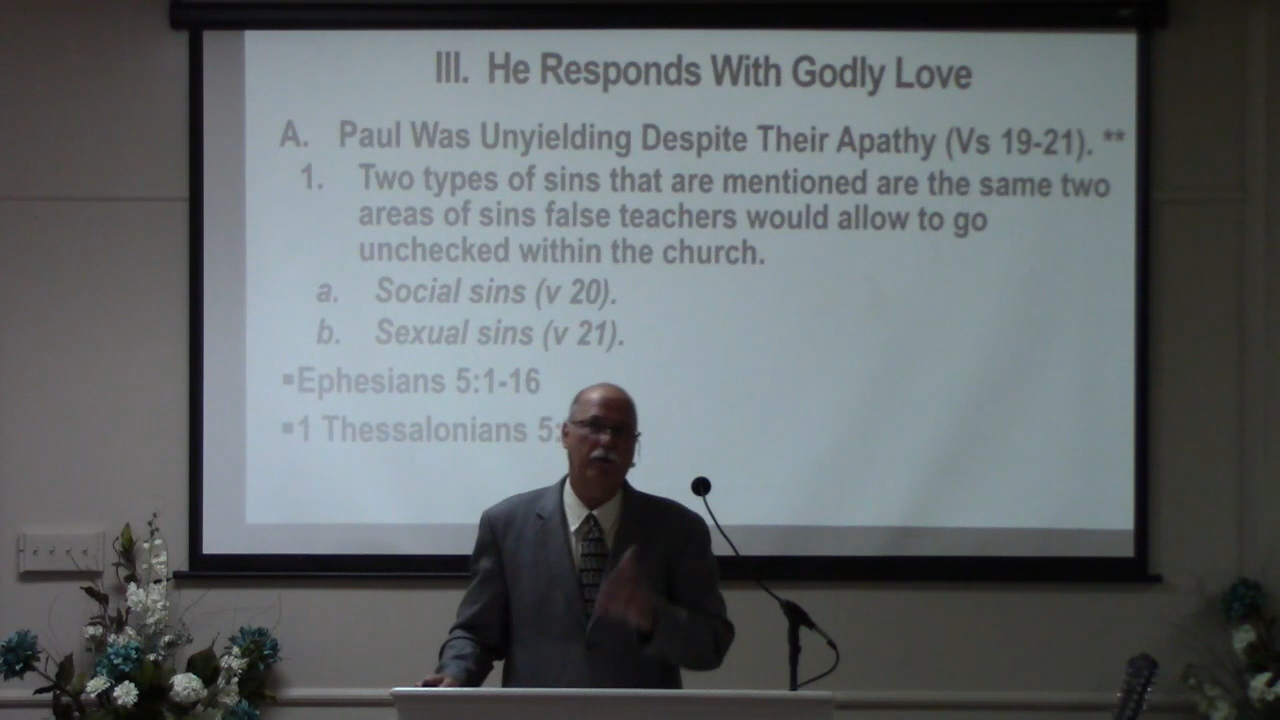 III. He Responds With Godly Love
A. Paul Was Unyielding Despite Their Apathy (Vs 19-21). **
1. Two types of sins that are mentioned are the same two
areas of sins false teachers would allow to go
unchecked within the church.
a. Social sins (v 20).
b. Sexual sins (v 21).
▪Ephesians 5:1-16
▪1 Thessalonians 5: